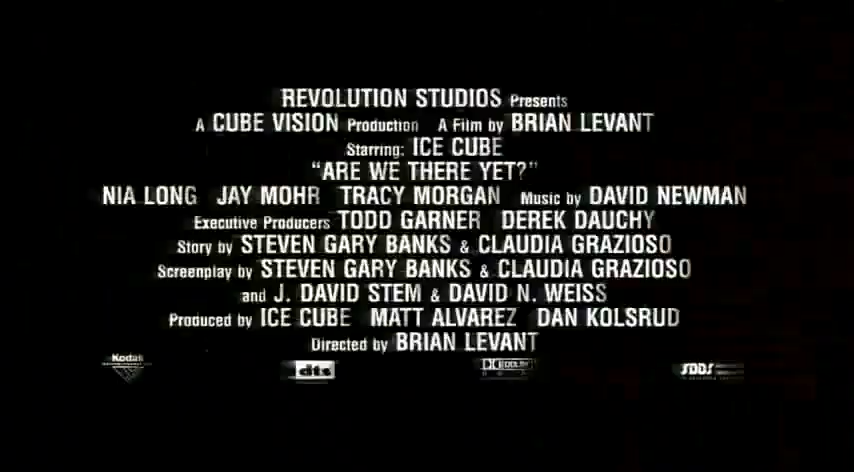 REVOLUTION STUDIOS Presents
A CUBE VISION Production A Film by BRIAN LEVANT
Starring: ICE CUBE
“ARE WE THERE YET?”
NIA LONG JAY MOHR TRACY MORGAN Music by DAVID NEWMAN
Executive Producers TODD GARNER DEREK DAUCHY
Story by STEVEN GARY BANKS & CLAUDIA GRAZIOSO
Screenplay by STEVEN GARY BANKS & CLAUDIA GRAZIOSO
and J. DAVID STEM & DAVID N. WEISS
Produced by ICE CUBE MATT ALVAREZ DAN KOLSRUD
Directed by BRIAN LEVANT
Kodak dts DOLBY SDDS